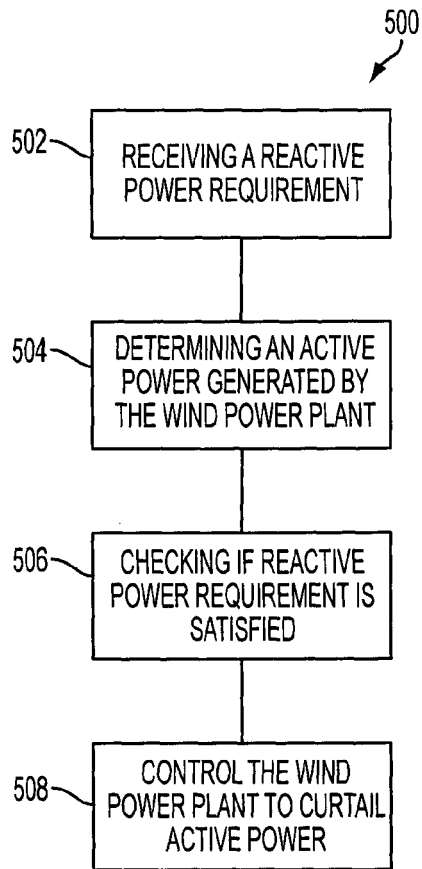 500
502
RECEIVING A REACTIVE
POWER REQUIREMENT
504
DETERMINING AN ACTIVE
POWER GENERATED BY
THE WIND POWER PLANT
506
CHECKING IF REACTIVE
POWER REQUIREMENT IS
SATISFIED
508
CONTROL THE WIND
POWER PLANT TO CURTAIL
ACTIVE POWER